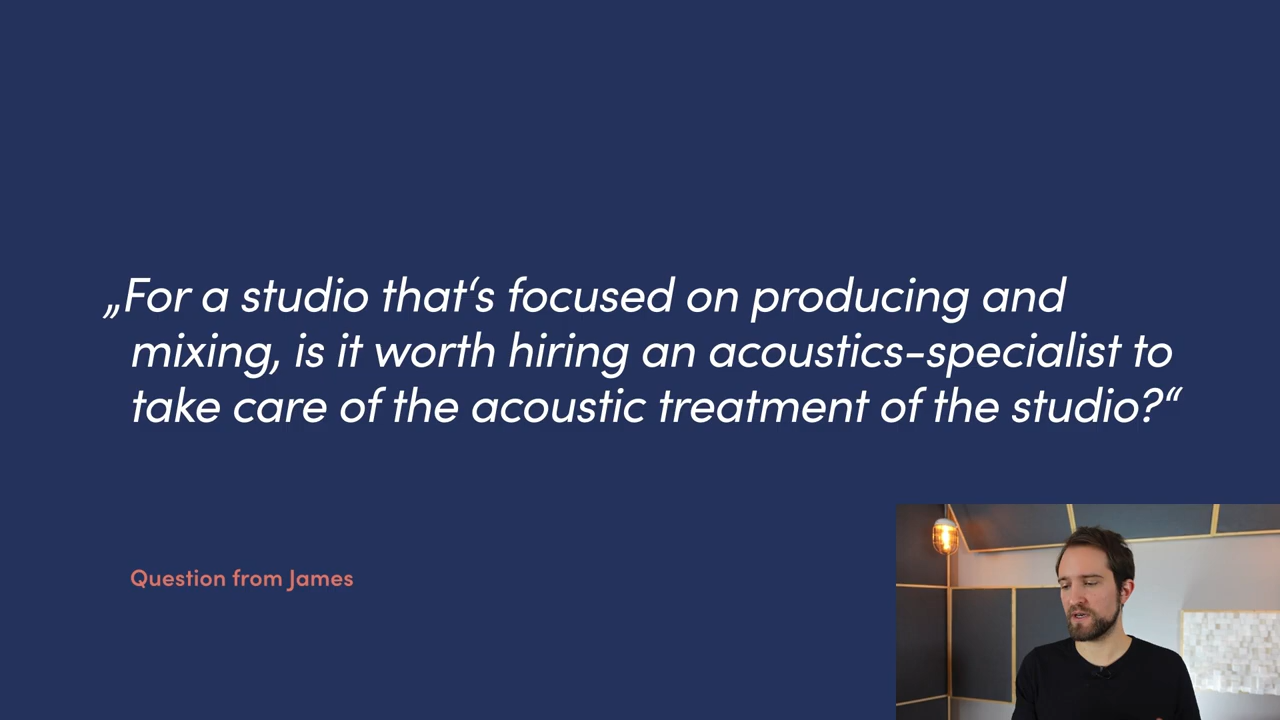 „For a studio that‘s focused on producing and
mixing, is it worth hiring an acoustics-specialist to
take care of the acoustic treatment of the studio?“
Question from James